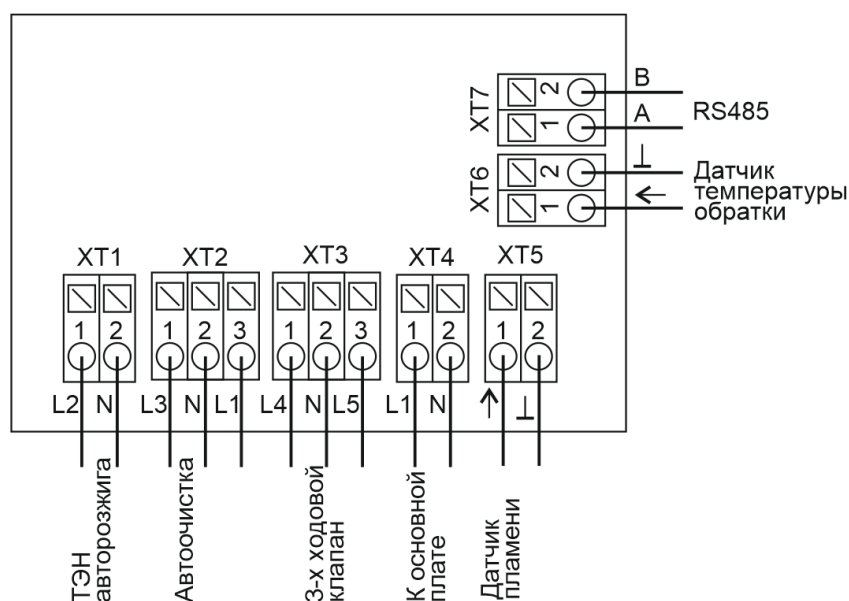 XT7
2
1
B
A
RS485
XT6
2
1
⊥
←
Датчик
температуры
обратки
XT1
XT2
XT3
XT4
XT5
1 2
1 2 3
1 2 3
1 2
1 2
L2 N
L3 N L1
L4 N L5
L1 N
↑ ⊥
ТЭН
авторозжига
Автоочистка
3-х ходовой
клапан
К основной
плате
Датчик
пламени